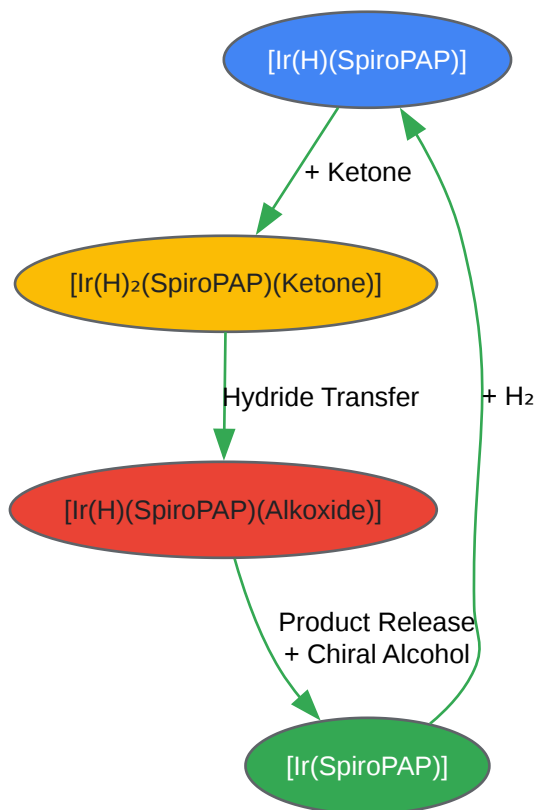 [Ir(H)(SpiroPAP)]
+ Ketone
[Ir(H)₂(SpiroPAP)(Ketone)]
Hydride Transfer
+ H₂
[Ir(H)(SpiroPAP)(Alkoxide)]
Product Release
+ Chiral Alcohol
[Ir(SpiroPAP)]